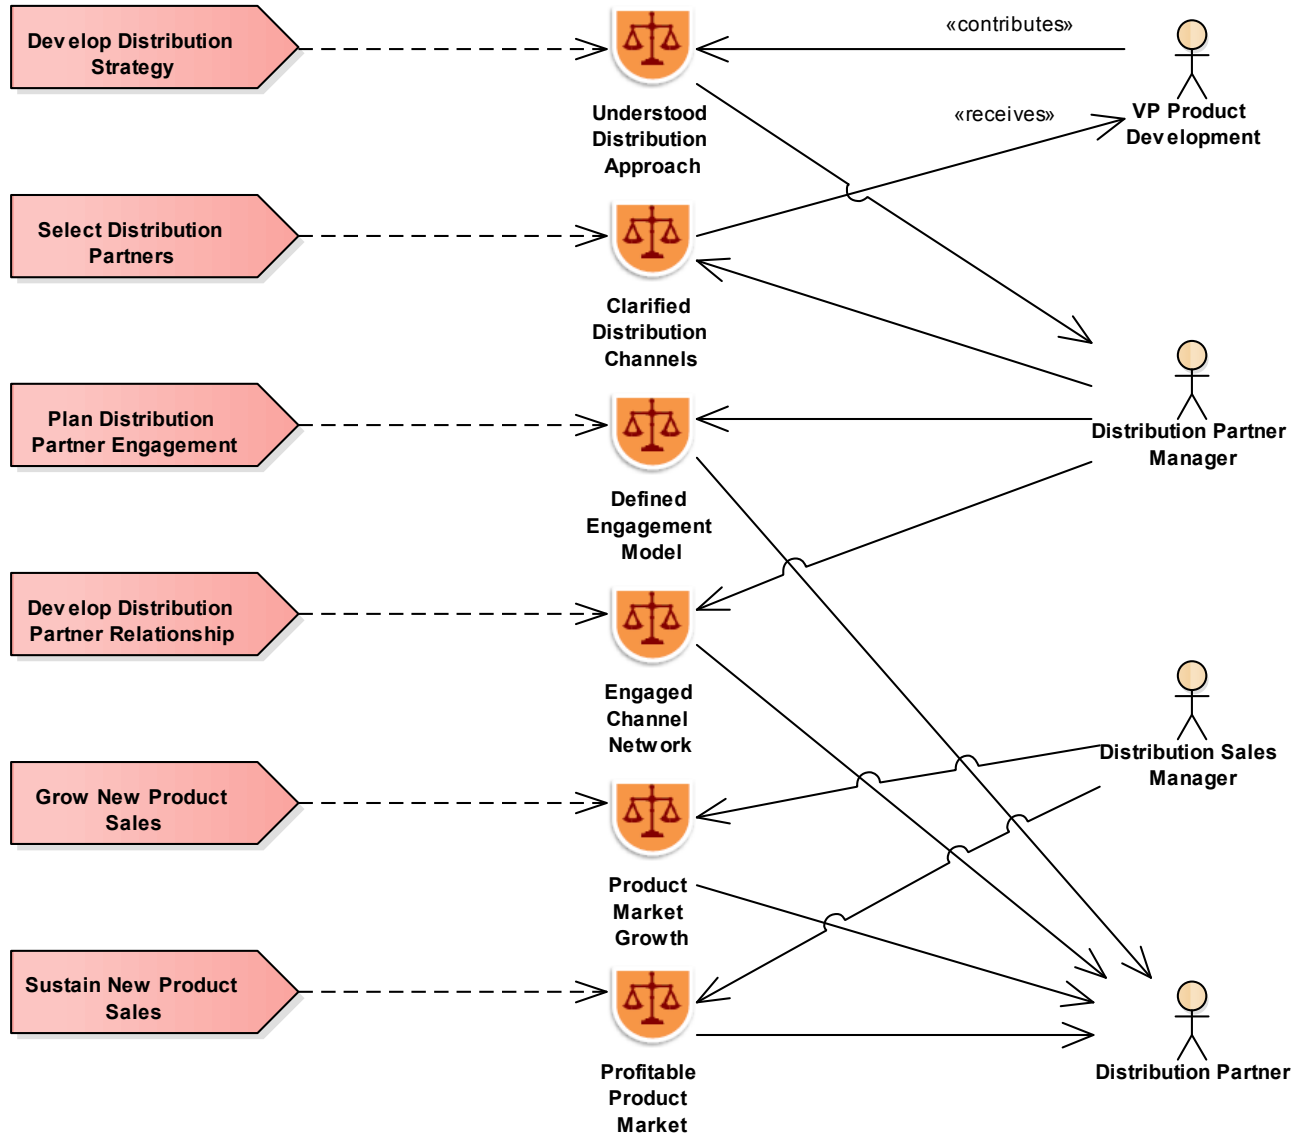 Develop Distribution
Strategy
«contributes»
Understood
Distribution
Approach
VP Product
Development
«receives»
Select Distribution
Partners
Clarified
Distribution
Channels
Plan Distribution
Partner Engagement
Defined
Engagement
Model
Distribution Partner
Manager
Develop Distribution
Partner Relationship
Engaged
Channel
Network
Distribution Sales
Manager
Grow New Product
Sales
Product
Market
Growth
Sustain New Product
Sales
Profitable
Product
Market
Distribution Partner